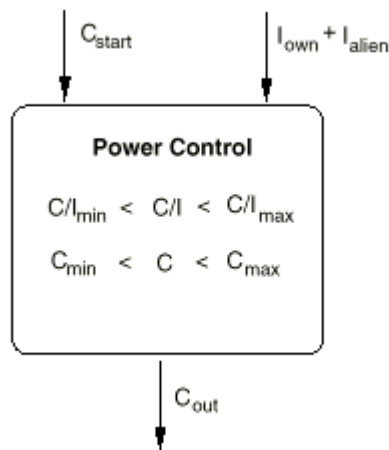 C_start
I_own + I_alien
Power Control
C/I_min < C/I < C/I_max
C_min < C < C_max
C_out